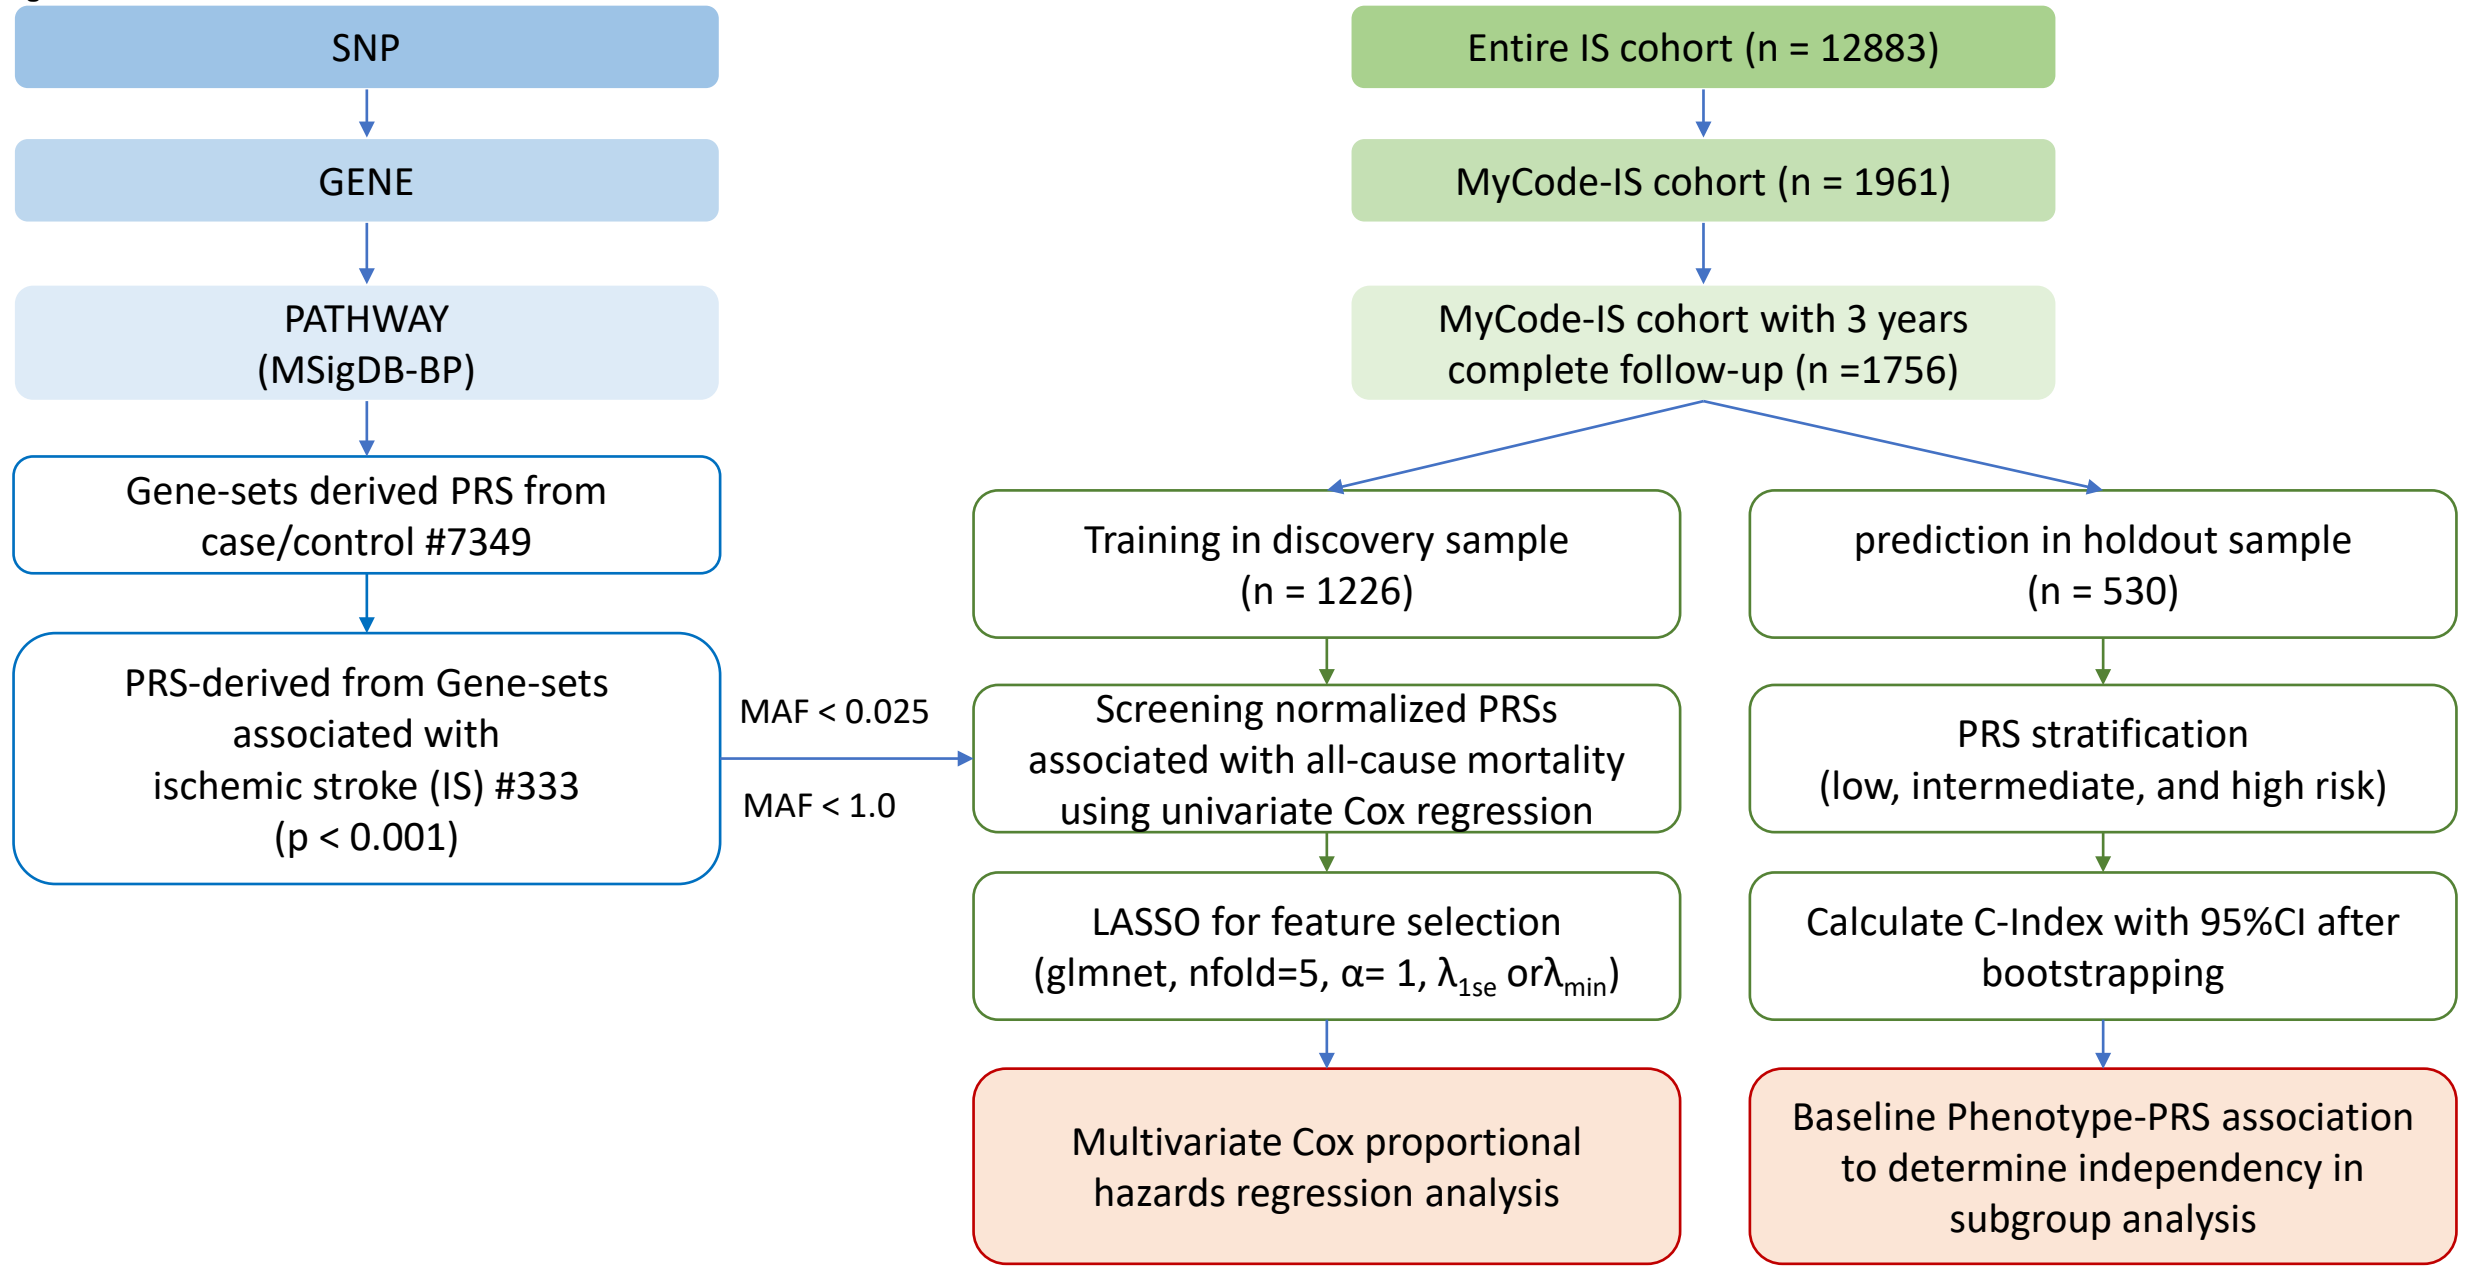 SNP
GENE
PATHWAY
(MSigDB-BP)
Gene-sets derived PRS from
case/control #7349
PRS-derived from Gene-sets
associated with
ischemic stroke (IS) #333
(p < 0.001)
MAF < 0.025
MAF < 1.0
Entire IS cohort (n = 12883)
MyCode-IS cohort (n = 1961)
MyCode-IS cohort with 3 years
complete follow-up (n =1756)
Training in discovery sample
(n = 1226)
Screening normalized PRSs
associated with all-cause mortality
using univariate Cox regression
LASSO for feature selection
(glmnet, nfold=5, α= 1, λ1se orλmin)
Multivariate Cox proportional
hazards regression analysis
prediction in holdout sample
(n = 530)
PRS stratification
(low, intermediate, and high risk)
Calculate C-Index with 95%CI after
bootstrapping
Baseline Phenotype-PRS association
to determine independency in
subgroup analysis